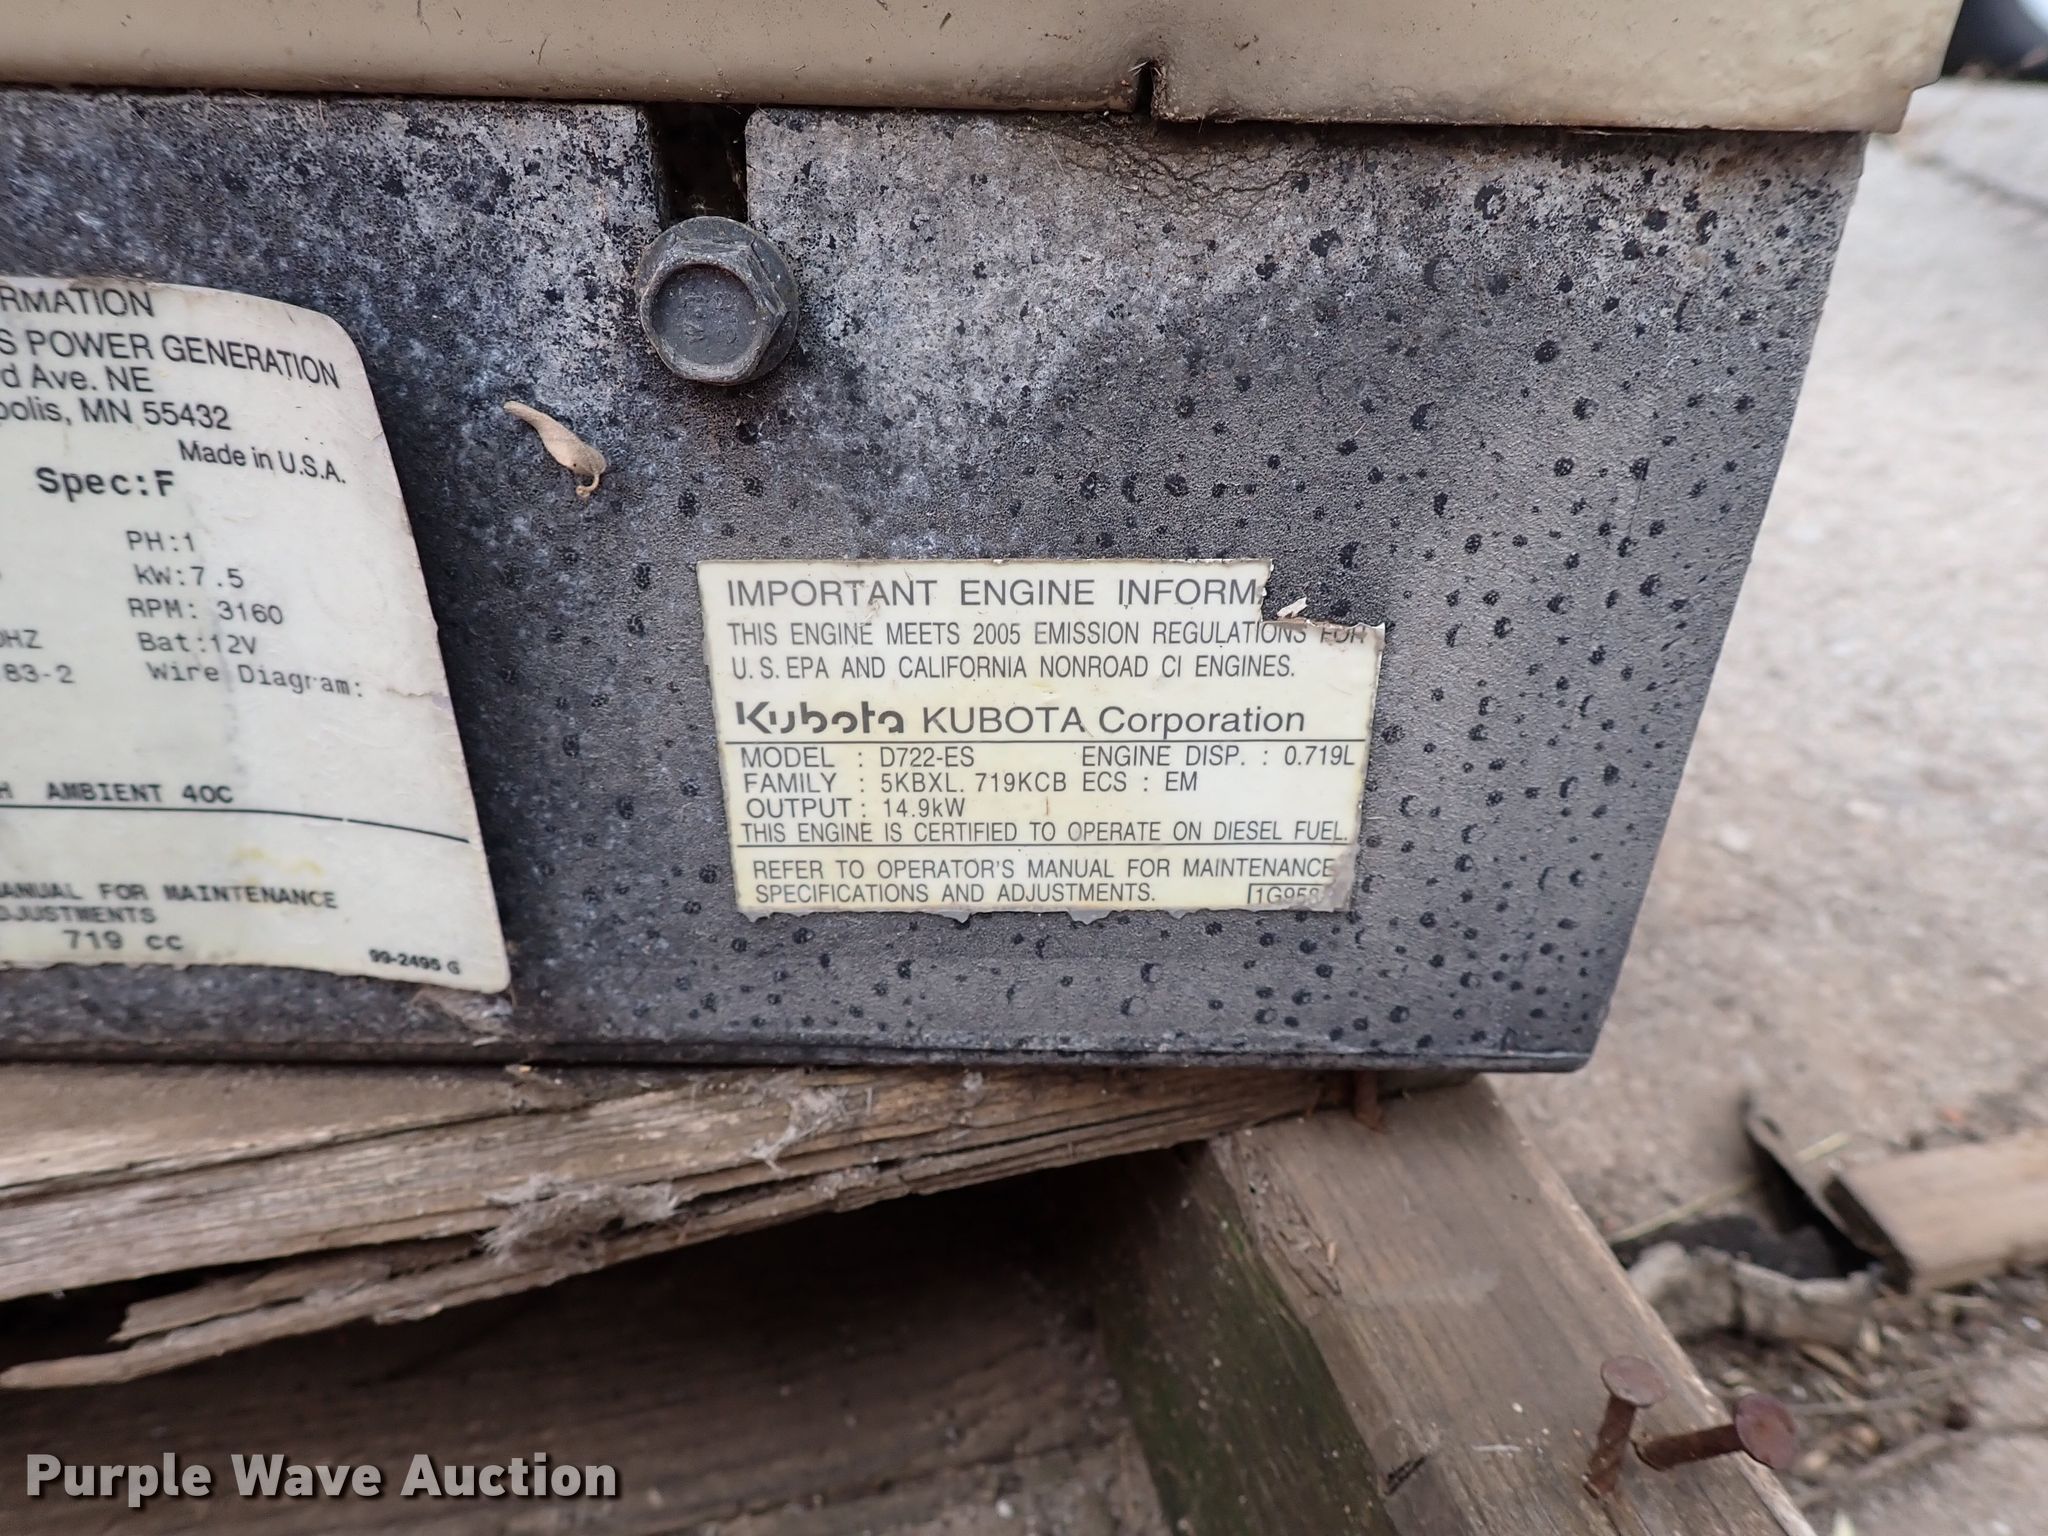 RMATION
S POWER GENERATION
d Ave. NE
polis, MN 55432
Made in U.S.A.
Spec:F
PH:1
kW:7.5
RPM: 3160
HZ
Bat:12V
183-2
Wire Diagram:
H AMBIENT 40C
ANUAL FOR MAINTENANCE
DJUSTMENTS
719 cc
99-2495 G
IMPORTANT ENGINE INFORM
THIS ENGINE MEETS 2005 EMISSION REGULATIONS FOR
U.S. EPA AND CALIFORNIA NONROAD CI ENGINES.
Kubota KUBOTA Corporation
MODEL : D722-ES ENGINE DISP. : 0.719L
FAMILY : 5KBXL. 719KCB ECS : EM
OUTPUT : 14.9kW
THIS ENGINE IS CERTIFIED TO OPERATE ON DIESEL FUEL.
REFER TO OPERATOR'S MANUAL FOR MAINTENANCE
SPECIFICATIONS AND ADJUSTMENTS. 1G958
Purple Wave Auction